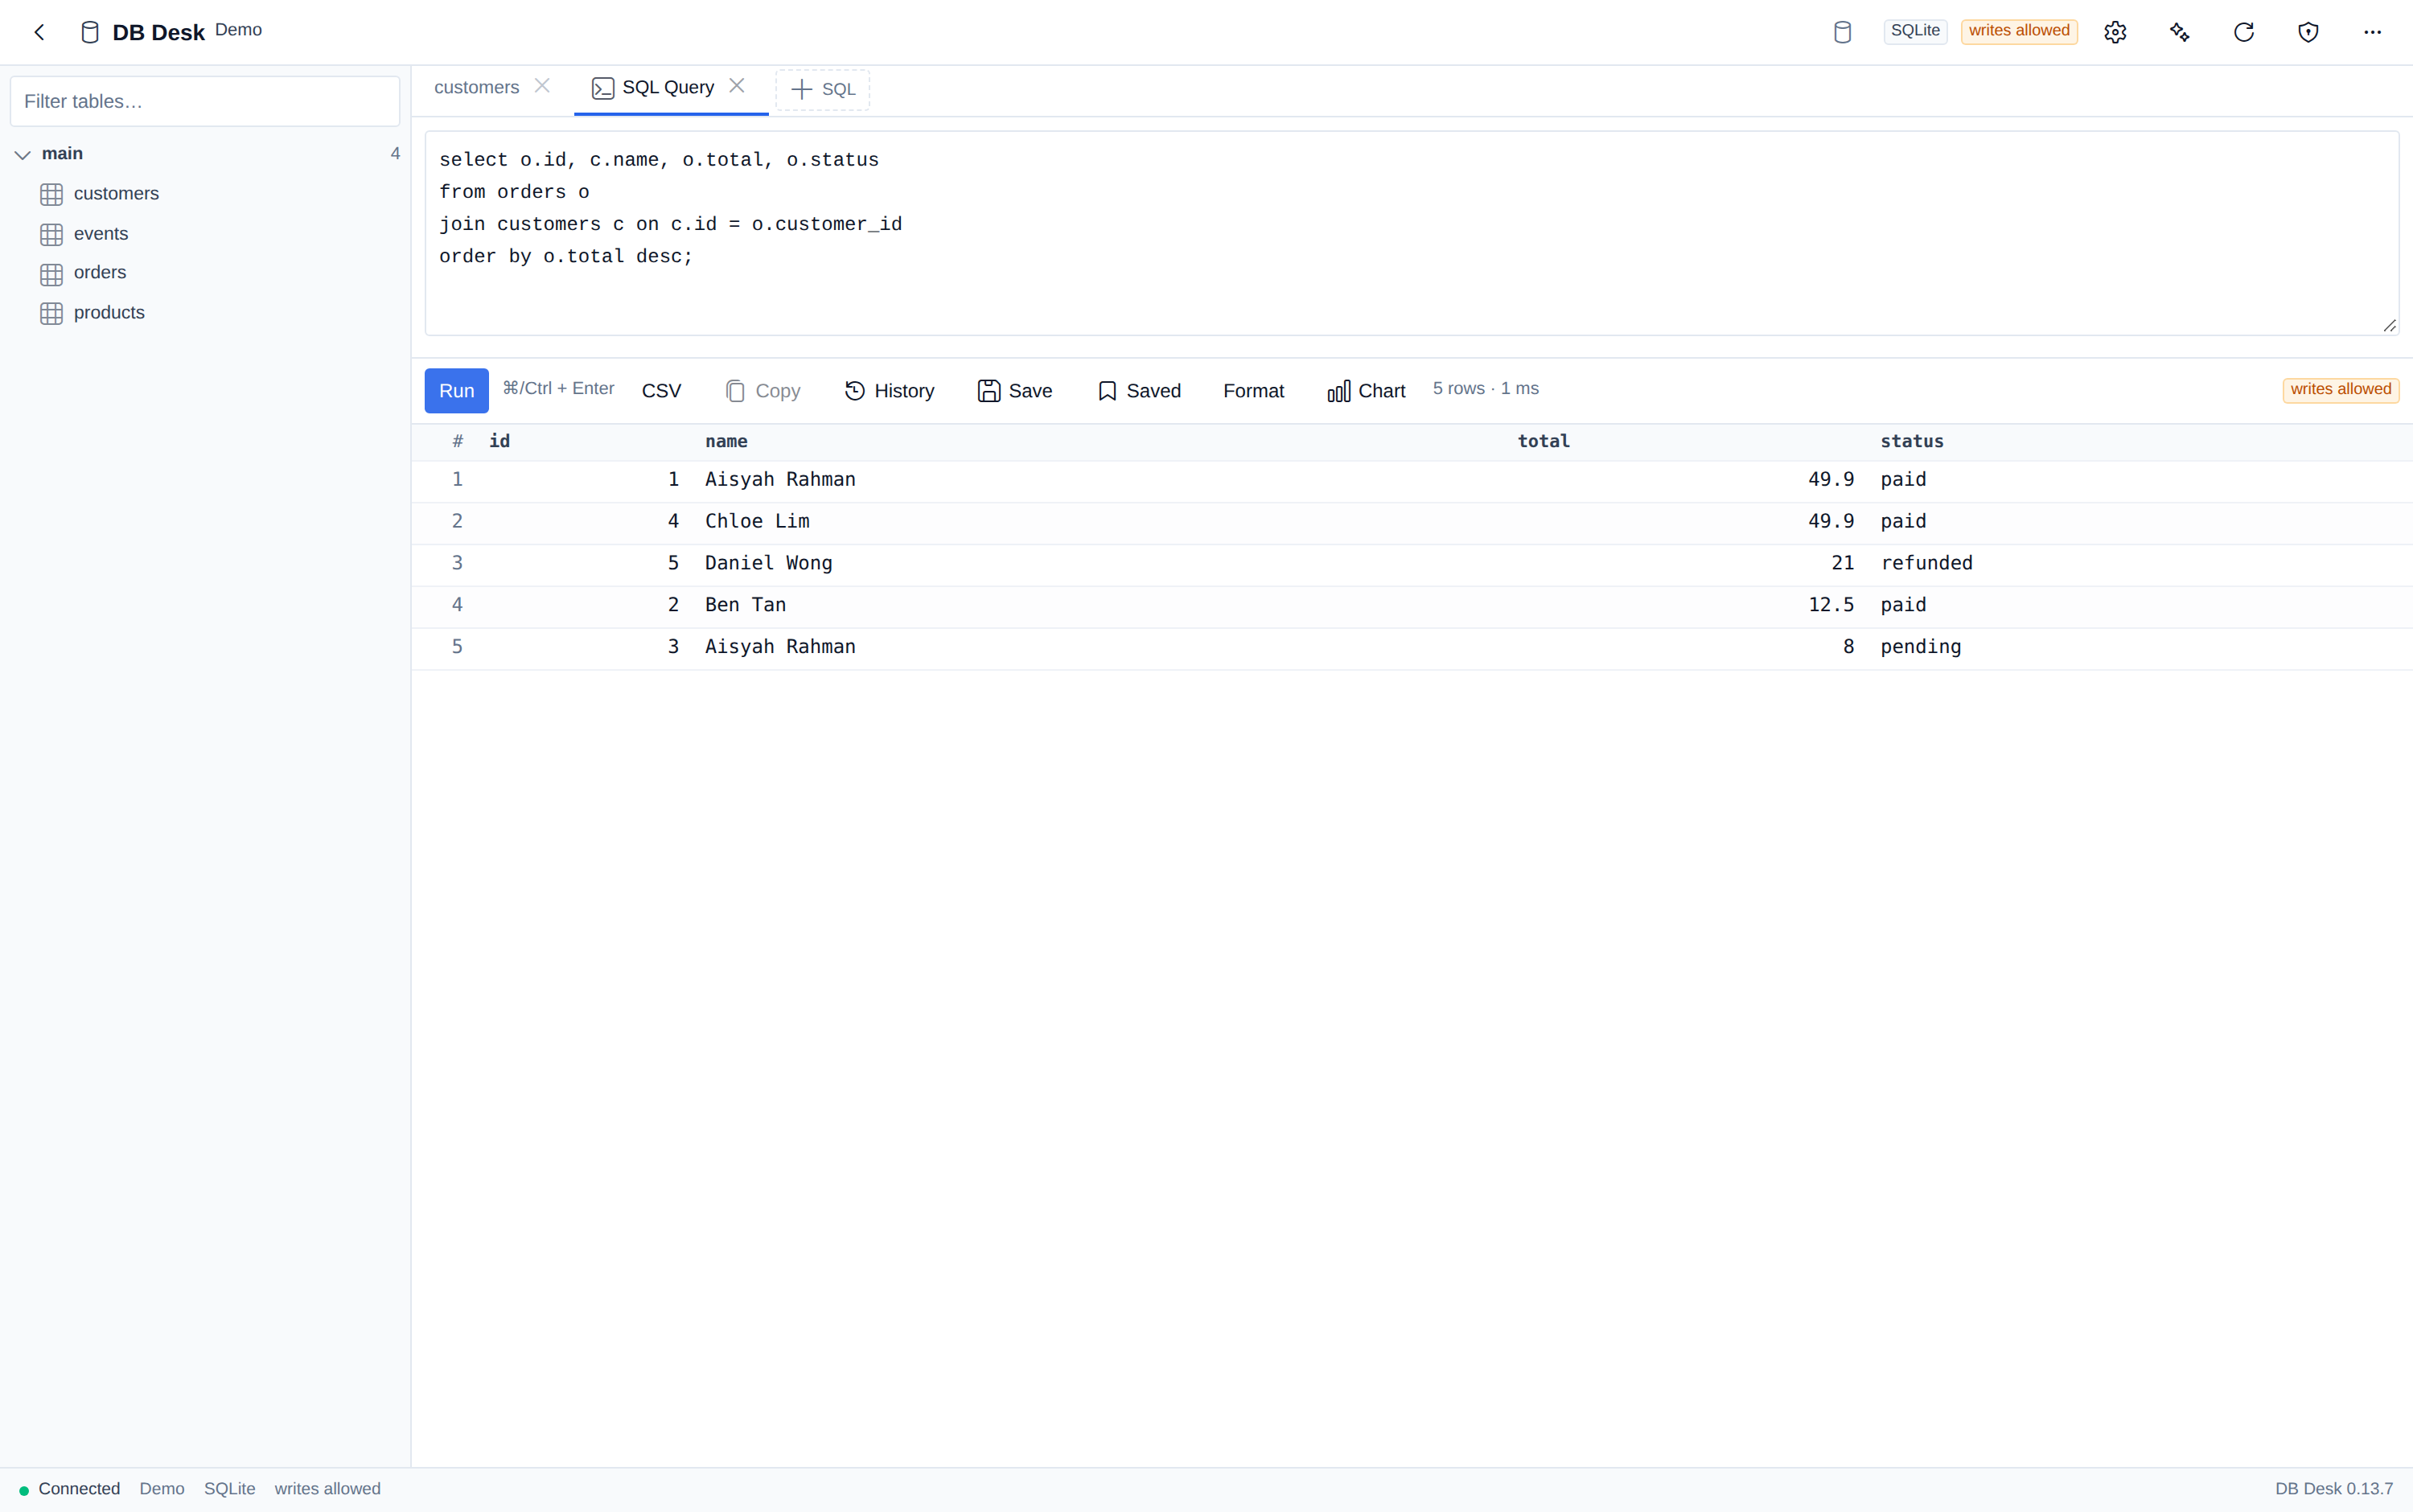 DB Desk Demo SQLite writes allowed
Filter tables…
main 4
customers
events
orders
products
customers SQL Query SQL
select o.id, c.name, o.total, o.status
from orders o
join customers c on c.id = o.customer_id
order by o.total desc;
Run ⌘/Ctrl + Enter CSV Copy History Save Saved Format Chart 5 rows · 1 ms writes allowed
# id name total status
1 1 Aisyah Rahman 49.9 paid
2 4 Chloe Lim 49.9 paid
3 5 Daniel Wong 21 refunded
4 2 Ben Tan 12.5 paid
5 3 Aisyah Rahman 8 pending
Connected Demo SQLite writes allowed DB Desk 0.13.7